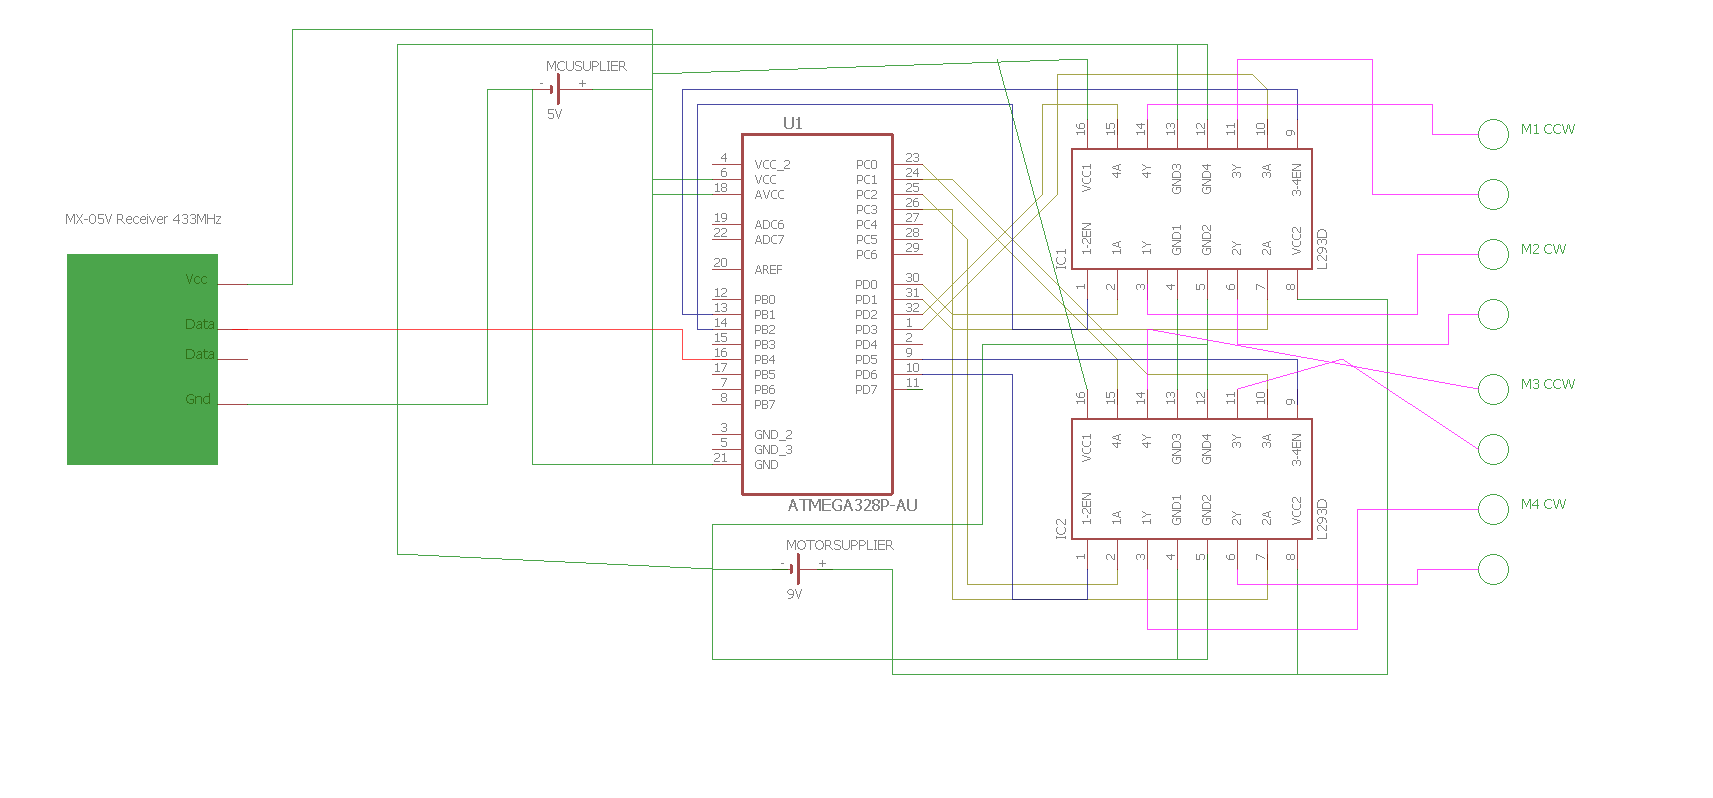 MCUSUPLIER
- +
5V
MX-05V Receiver 433MHz
Vcc
Data
Data
Gnd
U1
4 VCC_2
6 VCC
18 AVCC
19 ADC6
22 ADC7
20 AREF
12 PB0
13 PB1
14 PB2
15 PB3
16 PB4
17 PB5
7 PB6
8 PB7
3 GND_2
5 GND_3
21 GND
PC0 23
PC1 24
PC2 25
PC3 26
PC4 27
PC5 28
PC6 29
PD0 30
PD1 31
PD2 32
PD3 1
PD4 2
PD5 9
PD6 10
PD7 11
ATMEGA328P-AU
MOTORSUPPLIER
- +
9V
16 15 14 13 12 11 10 9
VCC1 4A 4Y GND3 GND4 3Y 3A 3-4EN
1-2EN 1A 1Y GND1 GND2 2Y 2A VCC2
IC1
L293D
1 2 3 4 5 6 7 8
16 15 14 13 12 11 10 9
VCC1 4A 4Y GND3 GND4 3Y 3A 3-4EN
1-2EN 1A 1Y GND1 GND2 2Y 2A VCC2
IC2
L293D
1 2 3 4 5 6 7 8
M1 CCW
M2 CW
M3 CCW
M4 CW